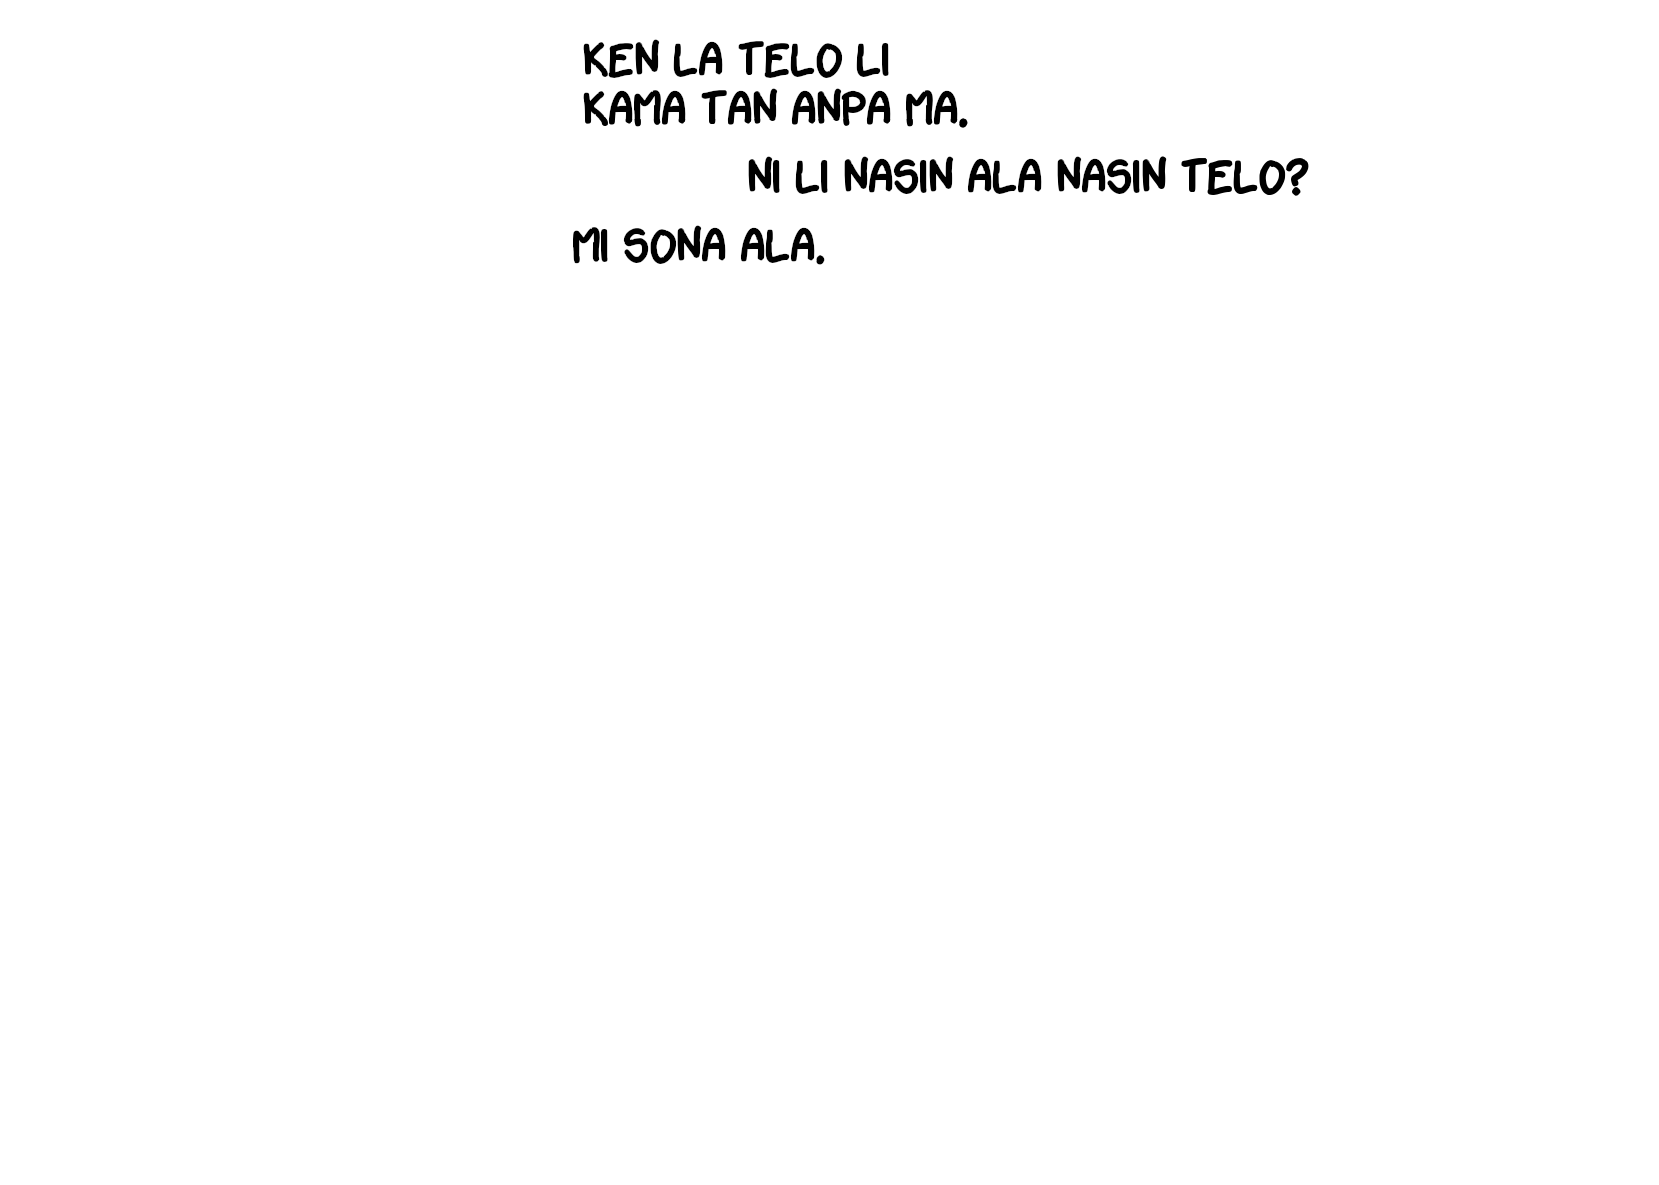 KEN LA TELO LI
KAMA TAN ANPA MA.
NI LI NASIN ALA NASIN TELO?
MI SONA ALA.